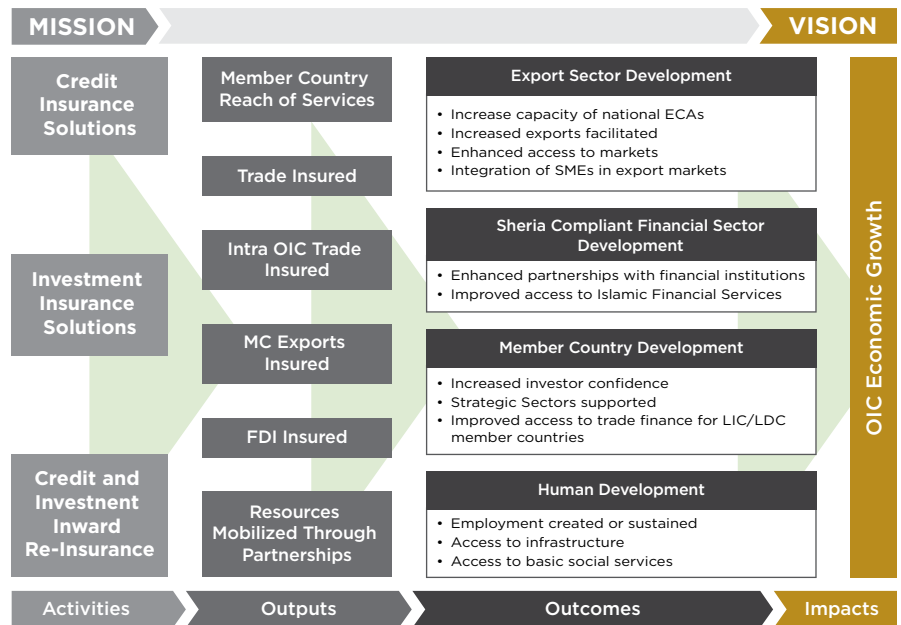 MISSION
VISION
Credit
Insurance
Solutions
Investment
Insurance
Solutions
Credit and
Investnent
Inward
Re-Insurance
Member Country
Reach of Services
Trade Insured
Intra OIC Trade
Insured
MC Exports
Insured
FDI Insured
Resources
Mobilized Through
Partnerships
Export Sector Development
• Increase capacity of national ECAs
• Increased exports facilitated
• Enhanced access to markets
• Integration of SMEs in export markets
Sheria Compliant Financial Sector
Development
• Enhanced partnerships with financial institutions
• Improved access to Islamic Financial Services
Member Country Development
• Increased investor confidence
• Strategic Sectors supported
• Improved access to trade finance for LIC/LDC
member countries
Human Development
• Employment created or sustained
• Access to infrastructure
• Access to basic social services
OIC Economic Growth
Activities
Outputs
Outcomes
Impacts